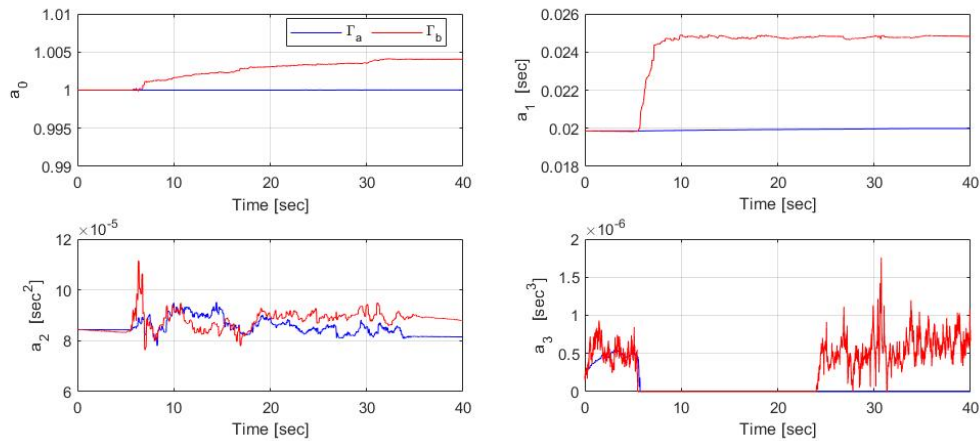 1.01
1.005
1
0.995
0.99
a₀
Γₐ Γ_b
0 10 20 30 40
Time [sec]
0.026
0.024
0.022
0.02
0.018
a₁ [sec]
0 10 20 30 40
Time [sec]
×10⁻⁵
12
10
8
6
a₂ [sec²]
0 10 20 30 40
Time [sec]
×10⁻⁶
2
1.5
1
0.5
0
a₃ [sec³]
0 10 20 30 40
Time [sec]